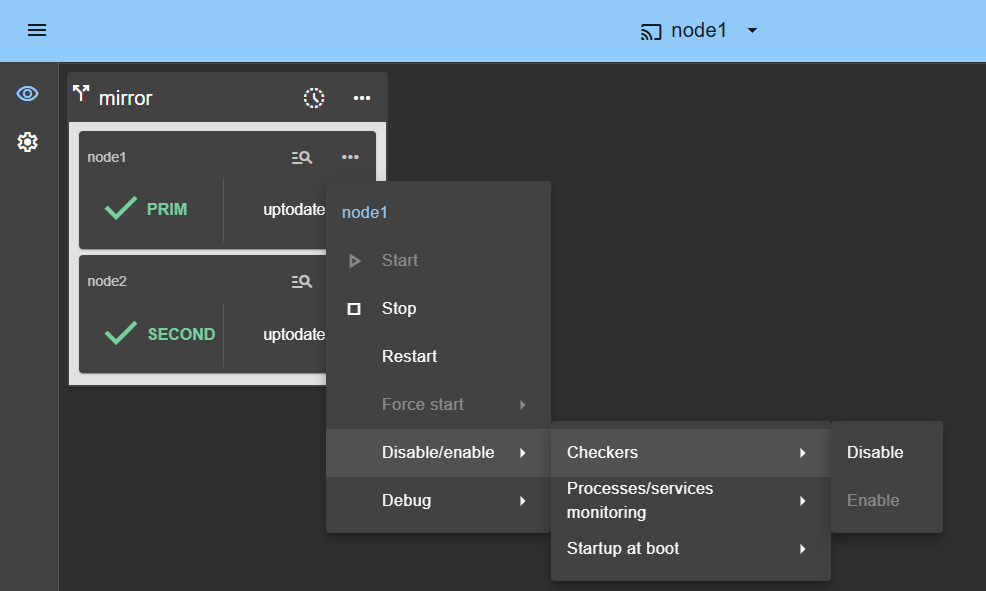 node1
mirror
node1
PRIM
uptodate
node2
SECOND
uptodate
node1
Start
Stop
Restart
Force start
Disable/enable
Debug
Checkers
Processes/services
monitoring
Startup at boot
Disable
Enable